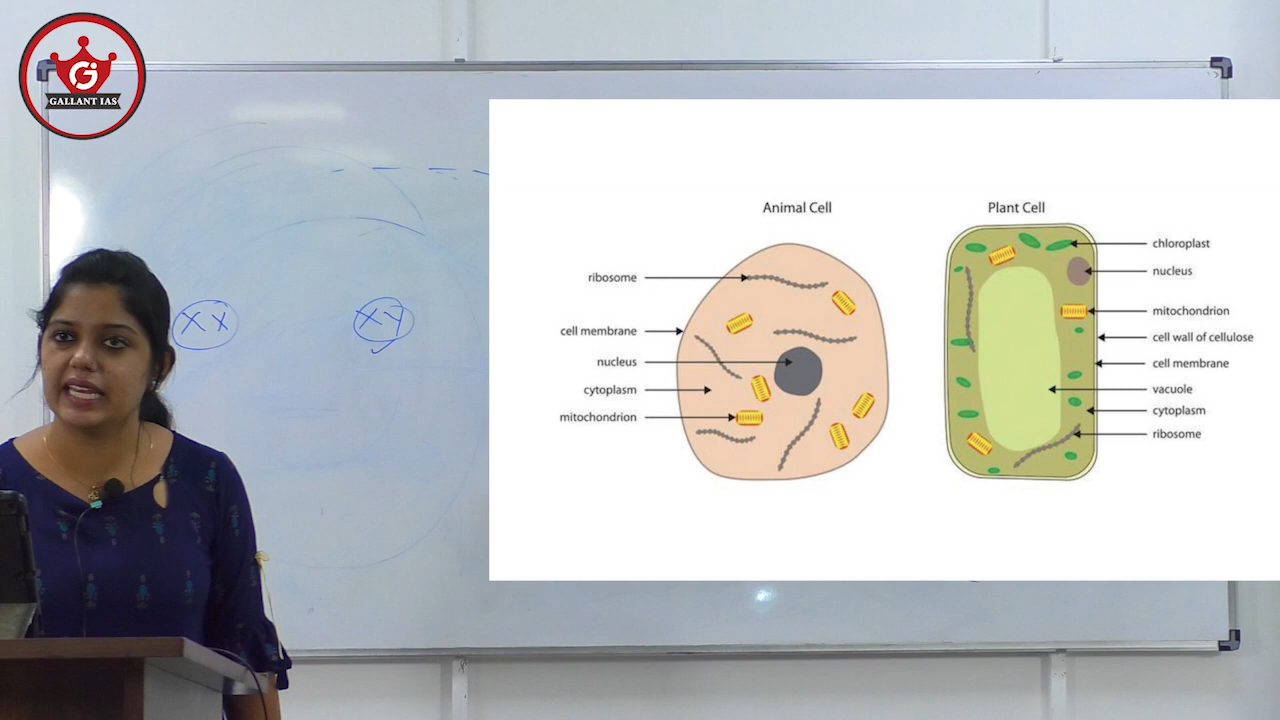 Gi
GALLANT IAS
XX
XY
Animal Cell
ribosome
cell membrane
nucleus
cytoplasm
mitochondrion
Plant Cell
chloroplast
nucleus
mitochondrion
cell wall of cellulose
cell membrane
vacuole
cytoplasm
ribosome